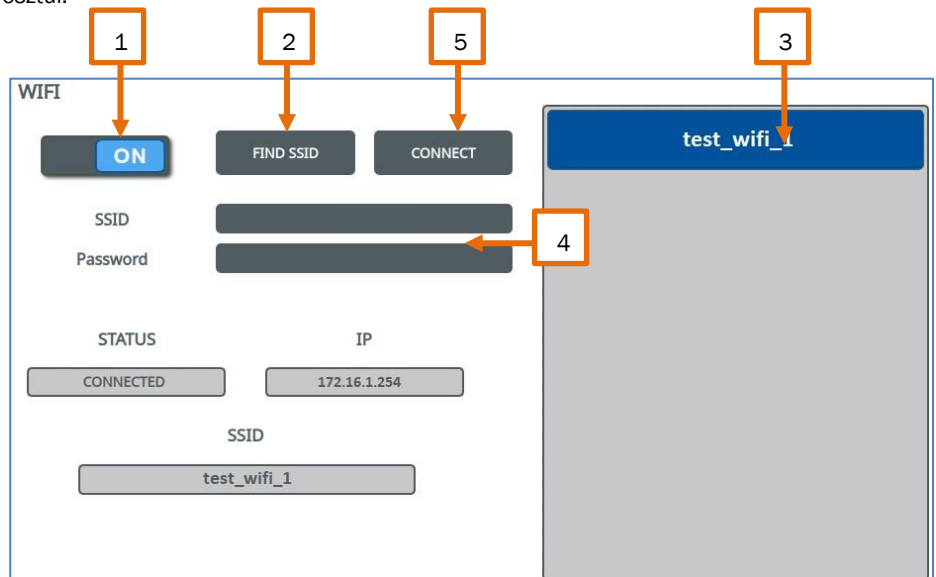 1 2 5 3
WIFI
ON FIND SSID CONNECT test_wifi_1
SSID
4
Password
STATUS IP
CONNECTED 172.16.1.254
SSID
test_wifi_1